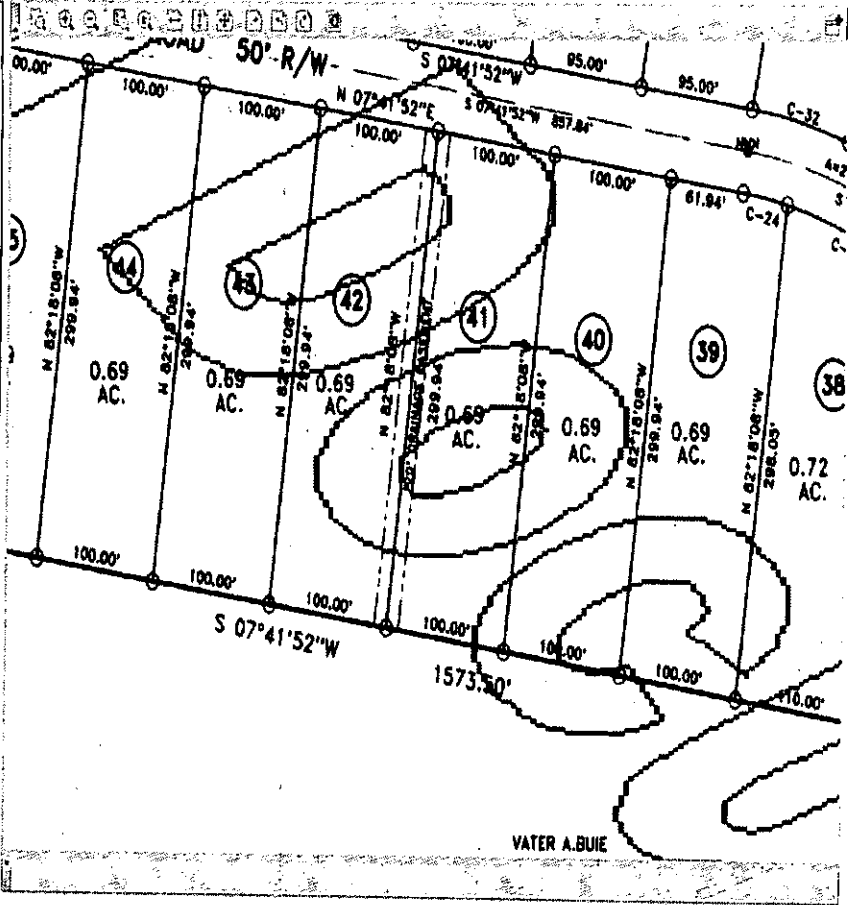 50'-R/W
S 07°41'52"W
95.00'
95.00'
C-32
00.00'
100.00'
100.00'
N 07°41'52"E
100.00'
S 07°41'52"W 857.84'
100.00'
100.00'
61.94'
C-24
44
43
42
41
40
39
38
N 82°18'08"W
299.94'
N 82°18'08"W
299.94'
N 82°18'08"W
299.94'
N 82°18'08"W
299.94'
20' DRAINAGE EASEMENT
N 82°18'08"W
299.94'
N 82°18'08"W
299.94'
N 82°18'08"W
298.05'
0.69
AC.
0.69
AC.
0.69
AC.
0.69
AC.
0.69
AC.
0.69
AC.
0.72
AC.
100.00'
100.00'
100.00'
100.00'
100.00'
100.00'
110.00'
S 07°41'52"W
1573.50'
VATER A.BUIE